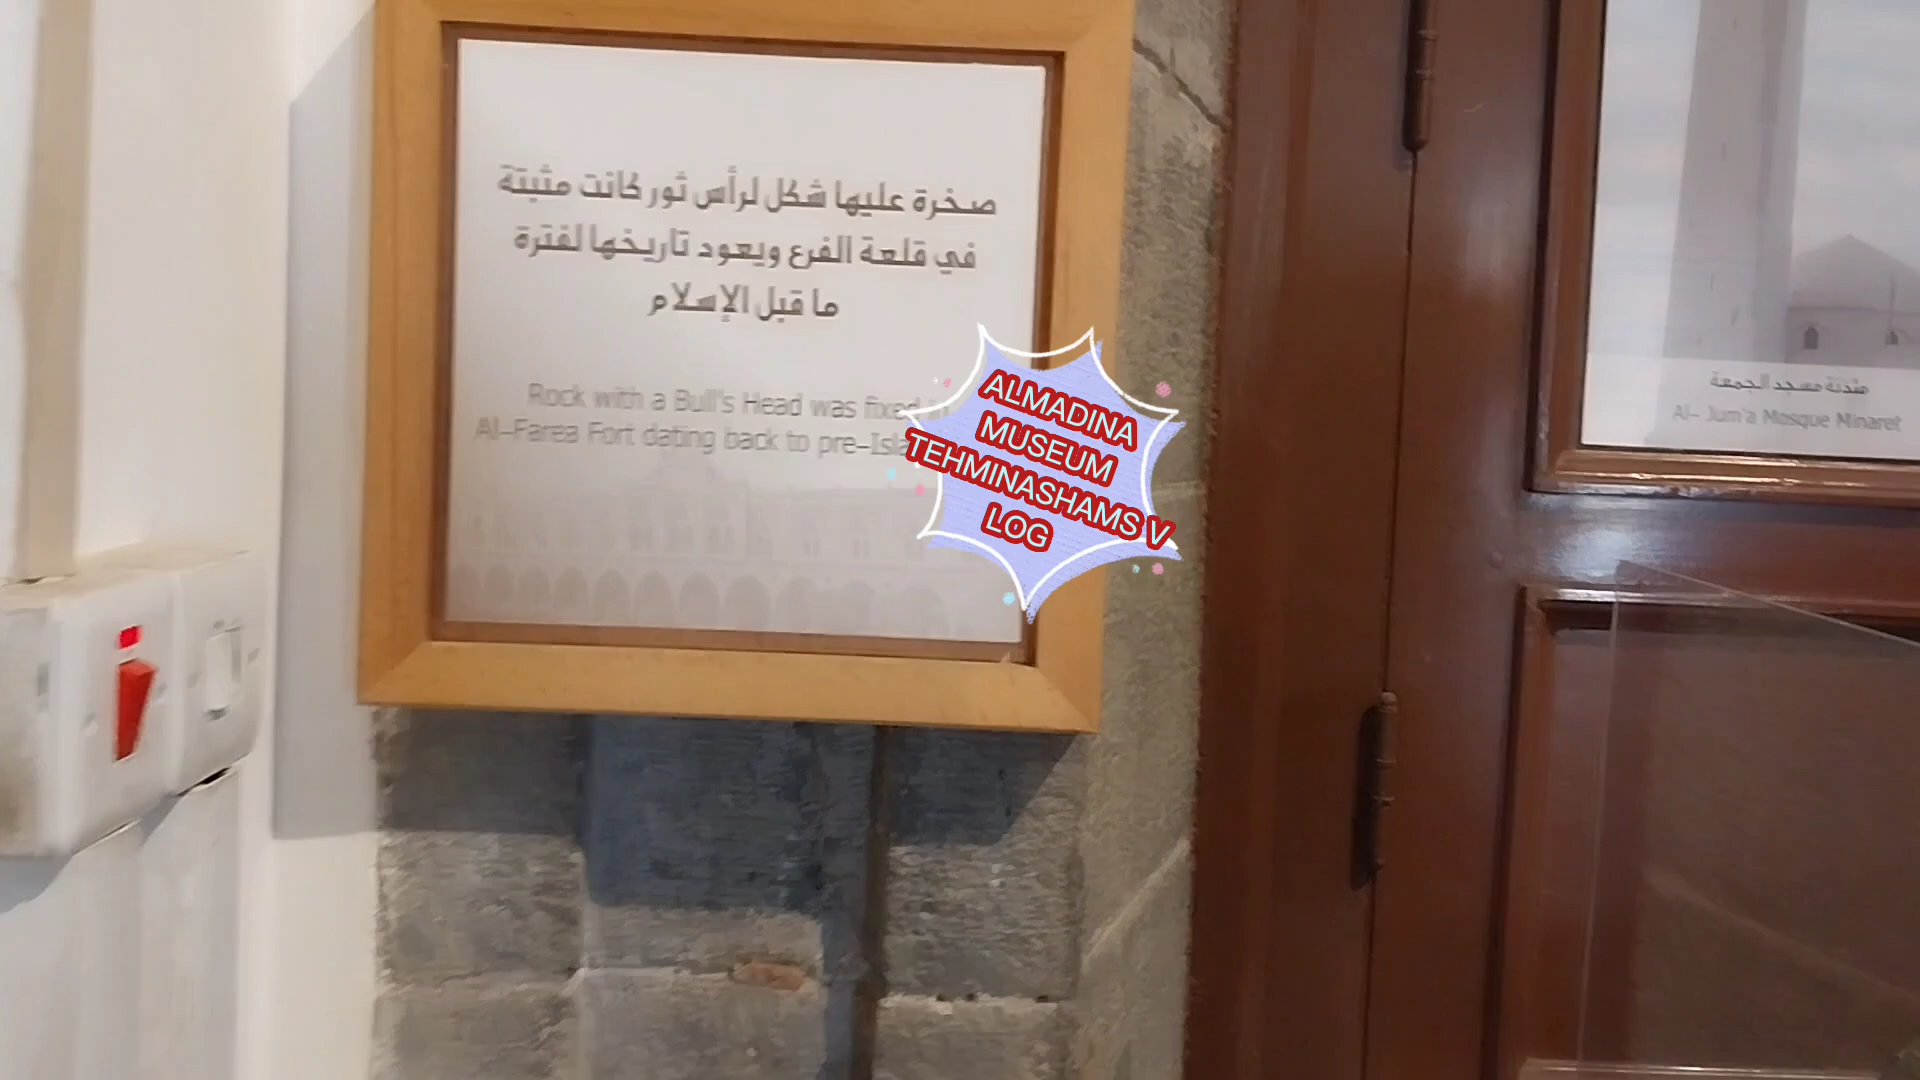 صخرة عليها شكل لرأس ثور كانت مثبتة
في قلعة الفرع ويعود تاريخها لفترة
ما قبل الإسلام
Rock with a Bull's Head was fixed
Al-Farea Fort dating back to
ALMADINA
MUSEUM
TEHMINASHAMS V
LOG
مئذنة مسجد الجمعة
Al- Jum'a Mosque Minaret